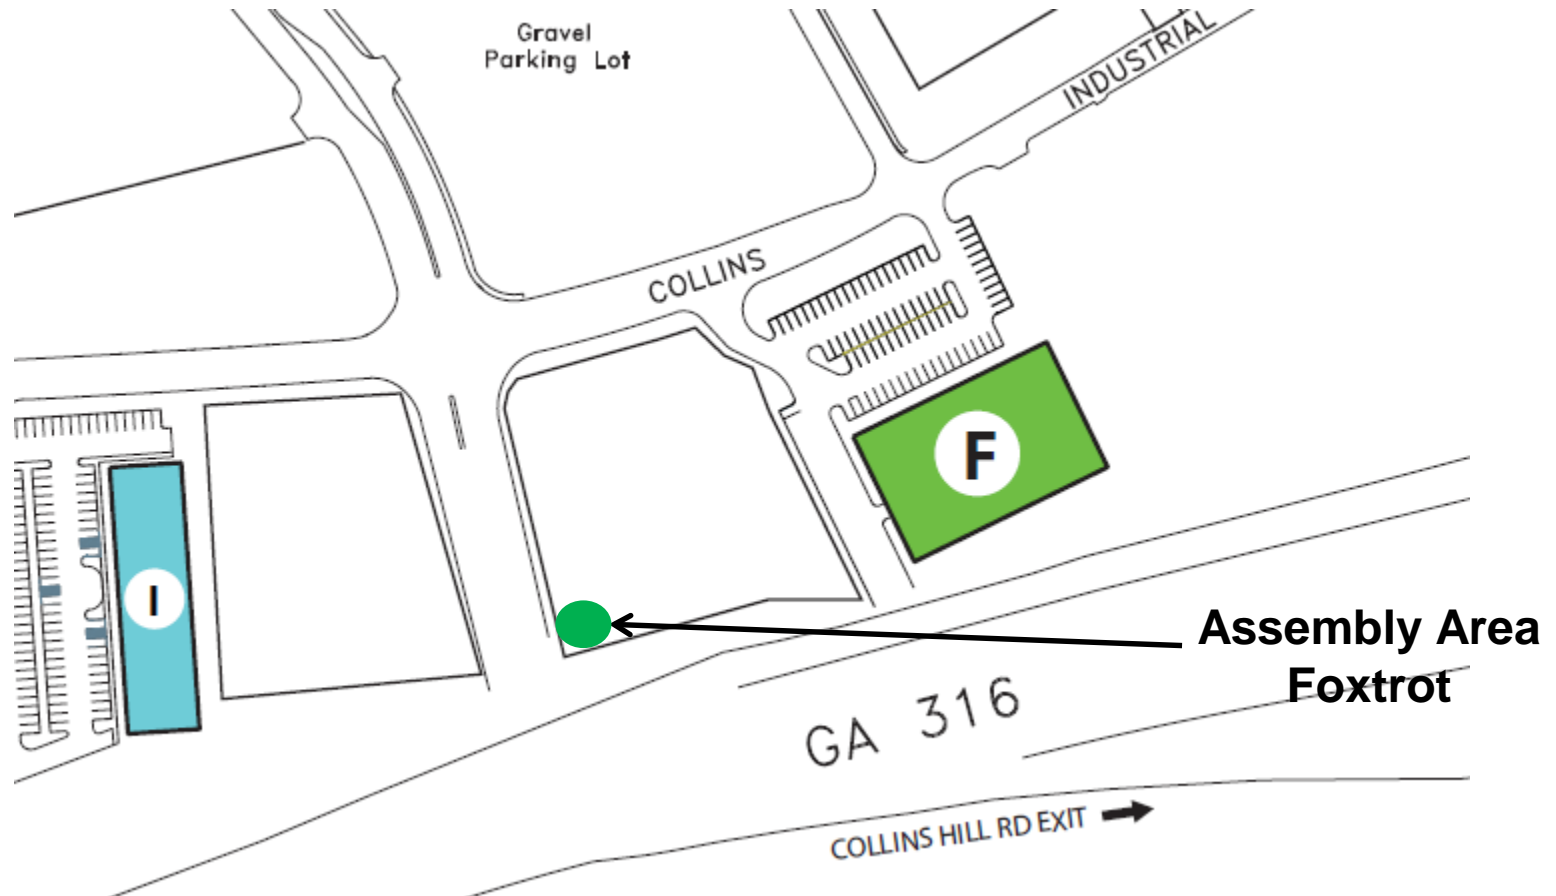 Gravel
Parking Lot
INDUSTRIAL
COLLINS
F
I
Assembly Area
Foxtrot
GA 316
COLLINS HILL RD EXIT